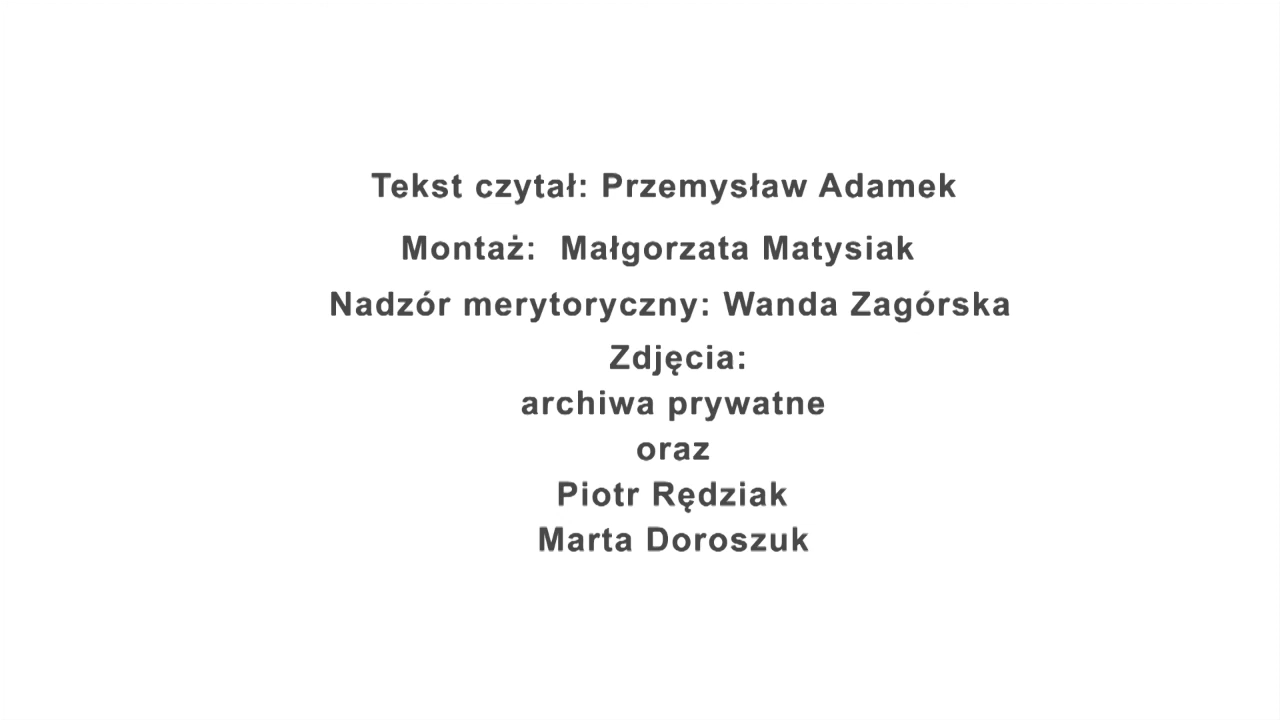 Tekst czytał: Przemysław Adamek
Montaż: Małgorzata Matysiak
Nadzór merytoryczny: Wanda Zagórska
Zdjęcia:
archiwa prywatne
oraz
Piotr Rędziak
Marta Doroszuk